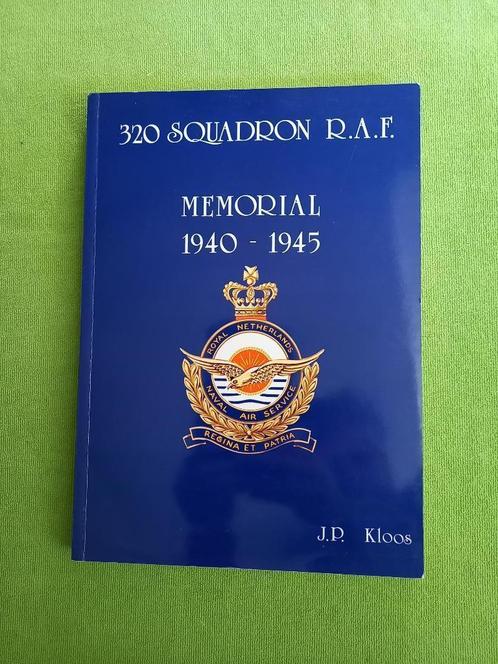 320 SQUADRON R.A.F.
MEMORIAL
1940 - 1945
ROYAL NETHERLANDS
NAVAL AIR SERVICE
REGINA ET PATRIA
J.P. Kloos